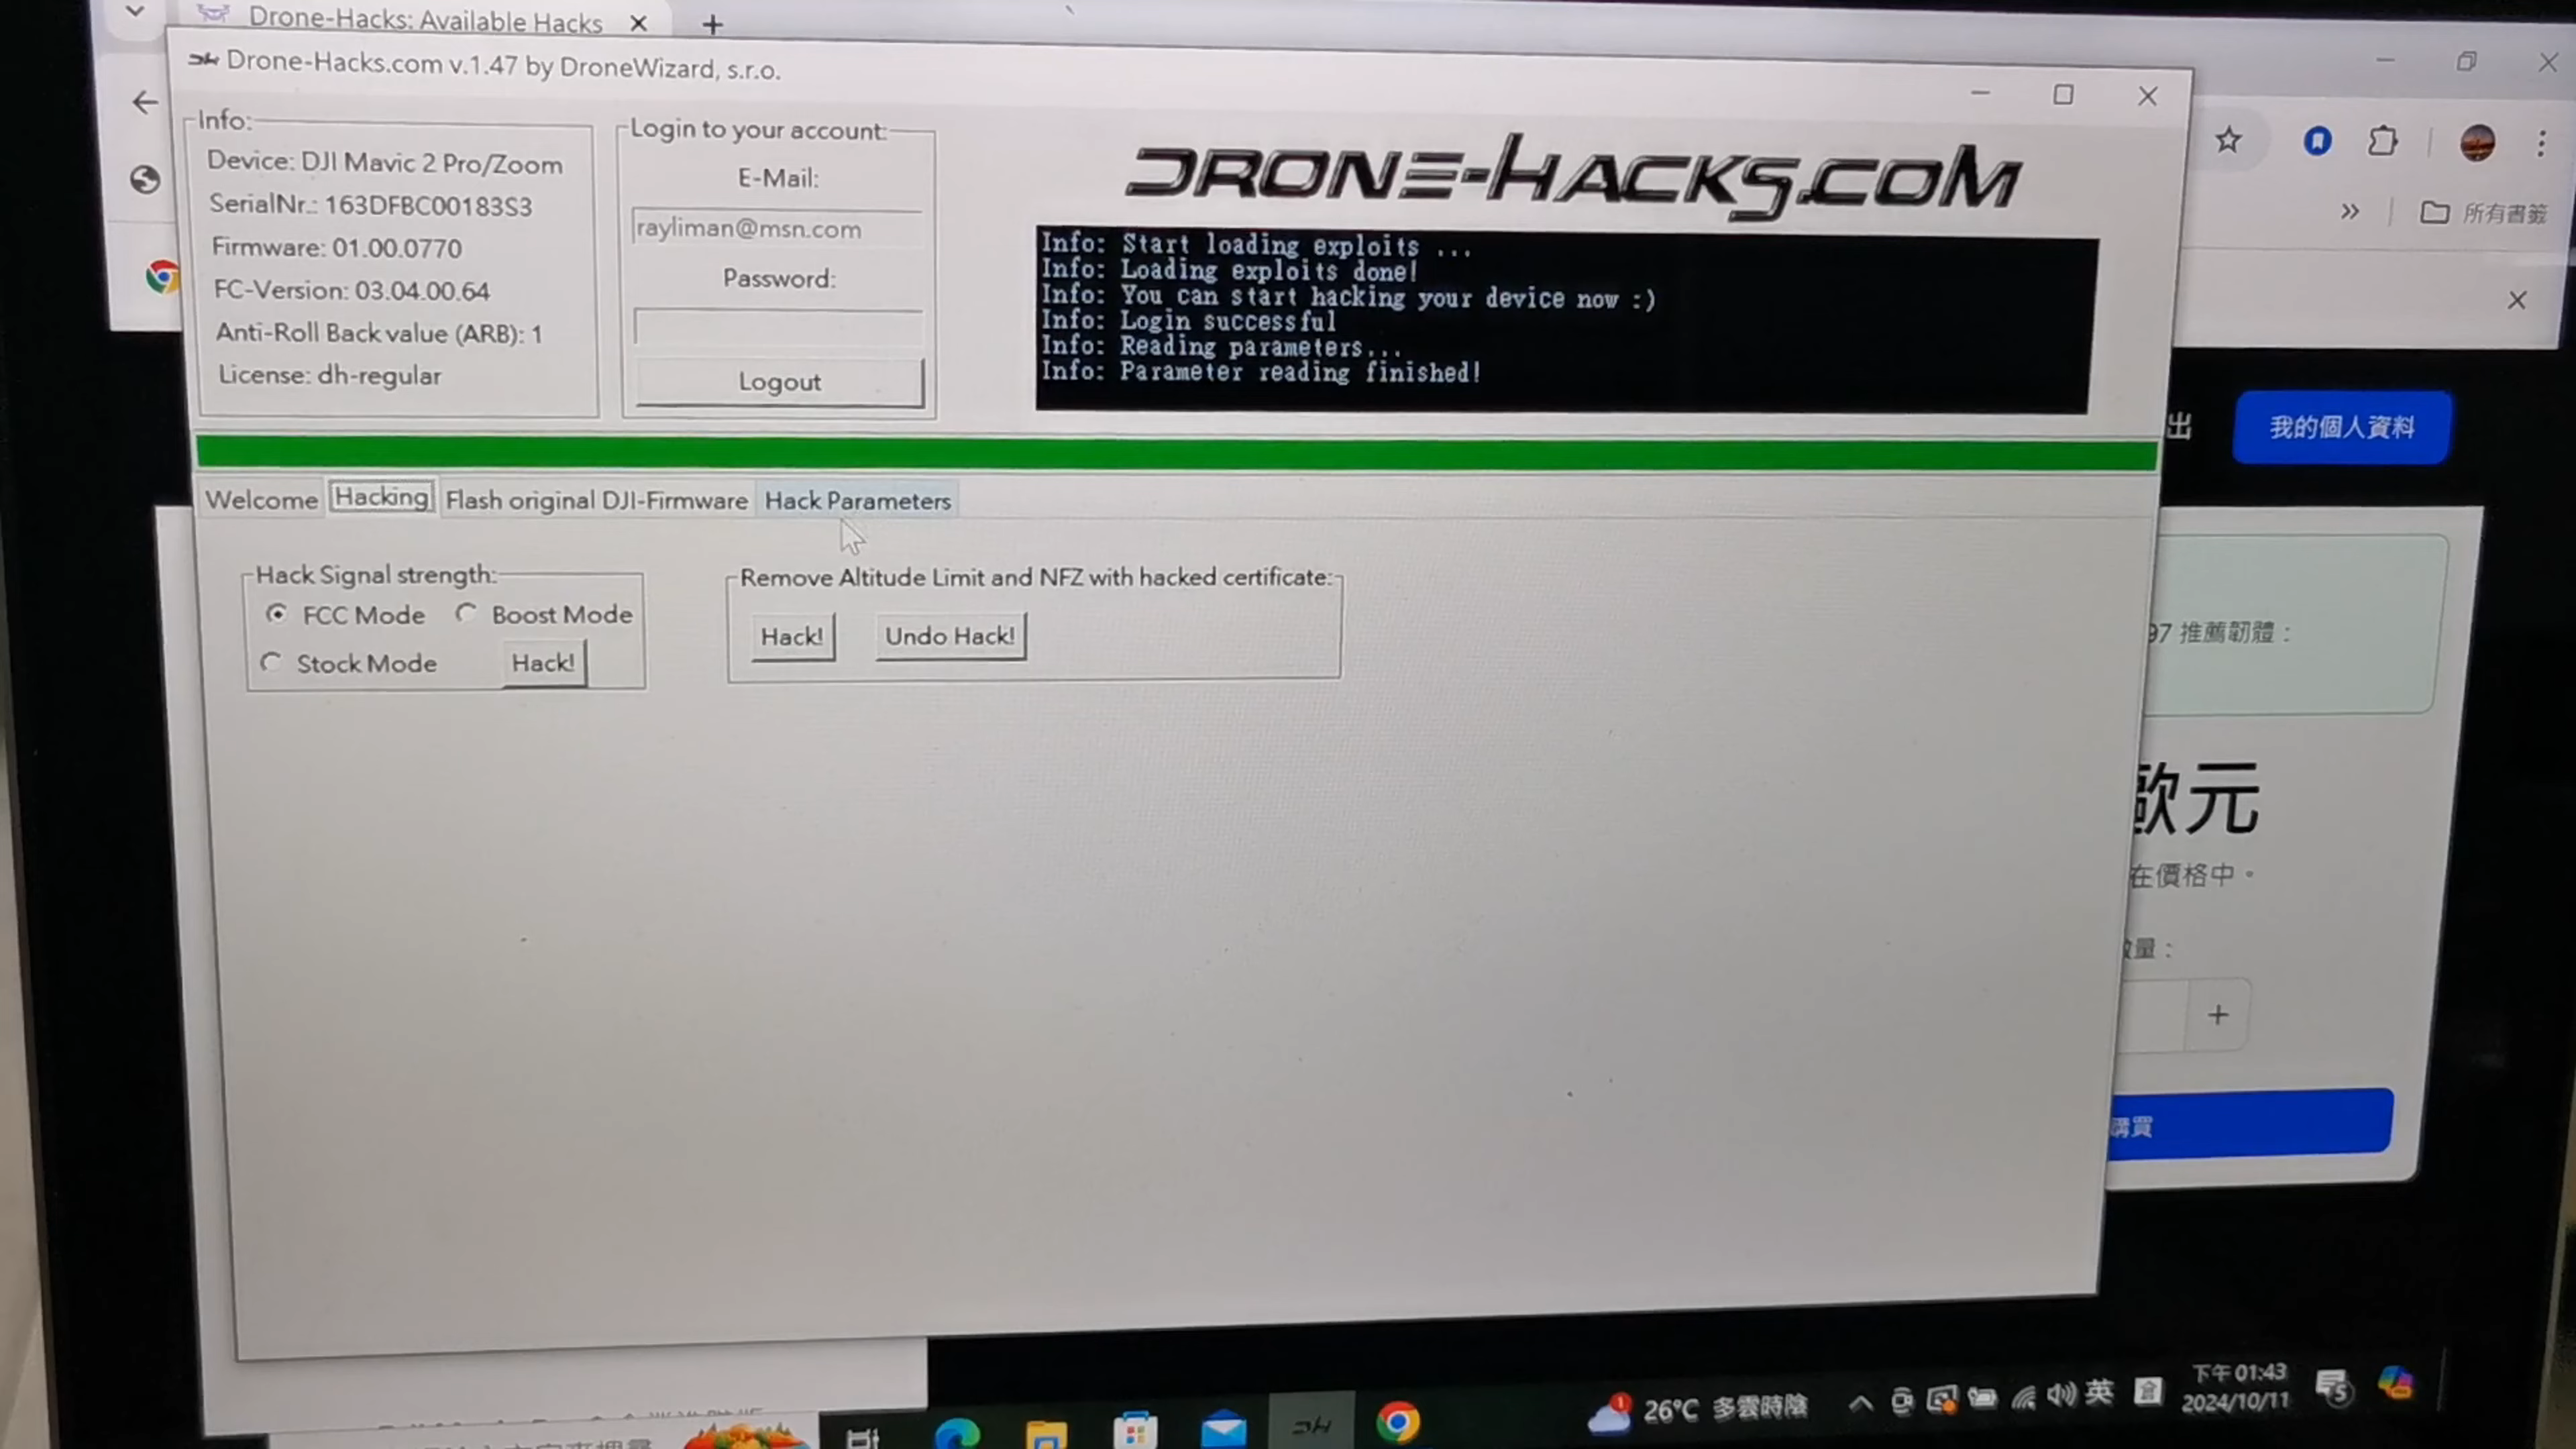 Drone-Hacks: Available Hacks
Drone-Hacks.com v.1.47 by DroneWizard, s.r.o.
Info:
Device: DJI Mavic 2 Pro/Zoom
SerialNr.: 163DFBC00183S3
Firmware: 01.00.0770
FC-Version: 03.04.00.64
Anti-Roll Back value (ARB): 1
License: dh-regular
Login to your account:
E-Mail:
rayliman@msn.com
Password:
Logout
DRONE-HACKS.COM
Info: Start loading exploits ...
Info: Loading exploits done!
Info: You can start hacking your device now :)
Info: Login successful
Info: Reading parameters...
Info: Parameter reading finished!
所有書籤
出
我的個人資料
Welcome Hacking Flash original DJI-Firmware Hack Parameters
Hack Signal strength:
FCC Mode Boost Mode
Stock Mode Hack!
Remove Altitude Limit and NFZ with hacked certificate:
Hack! Undo Hack!
97 推薦韌體：
歐元
在價格中。
量：
+
購買
1
26°C 多雲時陰
英
倉
下午 01:43
2024/10/11
5